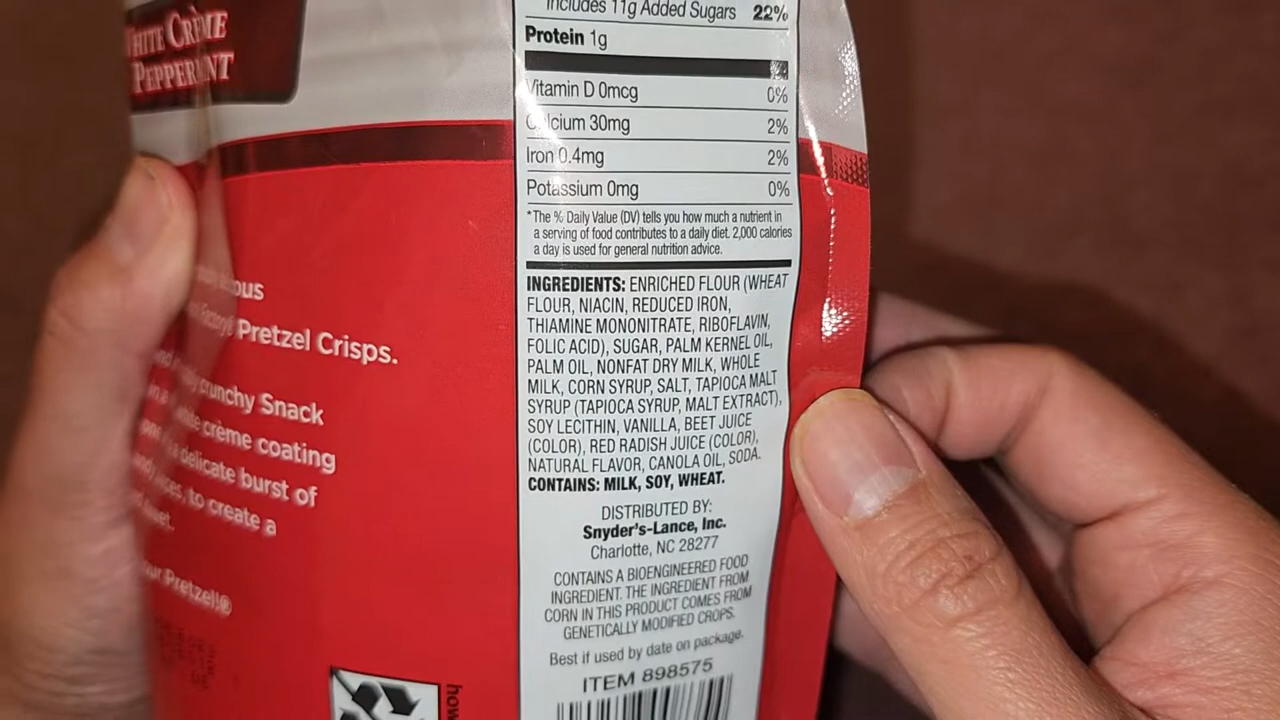 WHITE CRÈME
PEPPERMINT
Includes 11g Added Sugars 22%
Protein 1g
Vitamin D 0mcg 0%
Calcium 30mg 2%
Iron 0.4mg 2%
Potassium 0mg 0%
*The % Daily Value (DV) tells you how much a nutrient in
a serving of food contributes to a daily diet. 2,000 calories
a day is used for general nutrition advice.
INGREDIENTS: ENRICHED FLOUR (WHEAT
FLOUR, NIACIN, REDUCED IRON,
THIAMINE MONONITRATE, RIBOFLAVIN,
FOLIC ACID), SUGAR, PALM KERNEL OIL,
PALM OIL, NONFAT DRY MILK, WHOLE
MILK, CORN SYRUP, SALT, TAPIOCA MALT
SYRUP (TAPIOCA SYRUP, MALT EXTRACT),
SOY LECITHIN, VANILLA, BEET JUICE
(COLOR), RED RADISH JUICE (COLOR),
NATURAL FLAVOR, CANOLA OIL, SODA.
CONTAINS: MILK, SOY, WHEAT.
DISTRIBUTED BY:
Snyder's-Lance, Inc.
Charlotte, NC 28277
CONTAINS A BIOENGINEERED FOOD
INGREDIENT. THE INGREDIENT FROM
CORN IN THIS PRODUCT COMES FROM
GENETICALLY MODIFIED CROPS.
Best if used by date on package.
ITEM 898575
Factory® Pretzel Crisps.
crunchy Snack
crème coating
delicate burst of
to create a
Pretzel!®
how